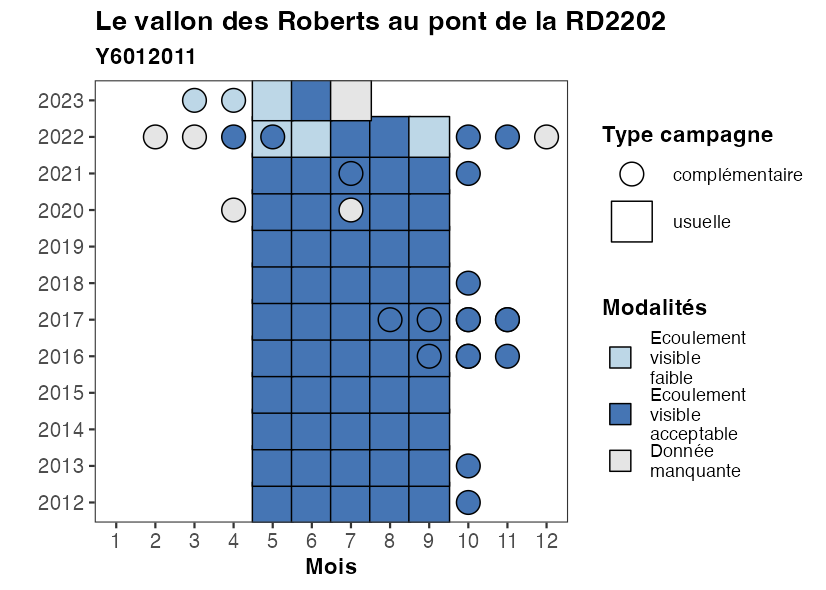 Le vallon des Roberts au pont de la RD2202
Y6012011
2023
2022
2021
2020
2019
2018
2017
2016
2015
2014
2013
2012
1 2 3 4 5 6 7 8 9 10 11 12
Mois
Type campagne
complémentaire
usuelle
Modalités
Ecoulement
visible
faible
Ecoulement
visible
acceptable
Donnée
manquante